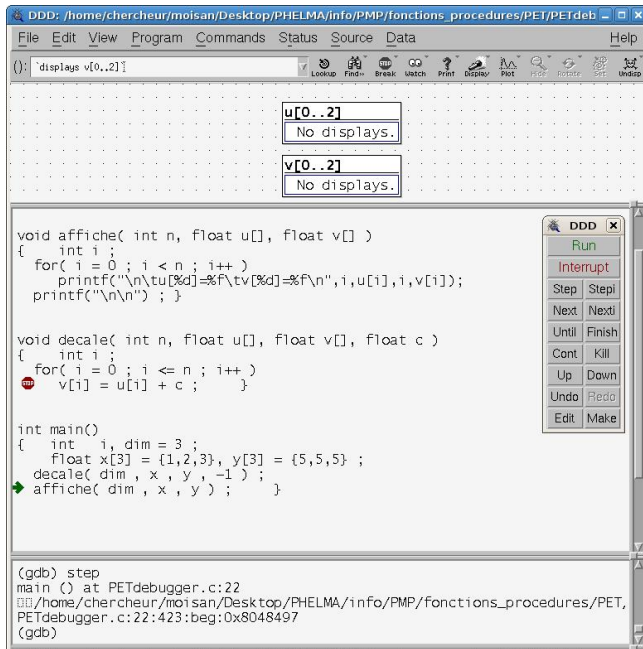 DDD: /home/chercheur/moisan/Desktop/PHELMA/info/PMP/fonctions_procedures/PET/PETdeb
File Edit View Program Commands Status Source Data Help
(): `displays v[0..2]`
Lookup Find» Break Watch Print Display Plot Hide Rotate Set Undisp
u[0..2]
No displays.
v[0..2]
No displays.
void affiche( int n, float u[], float v[] )
{ int i ;
for( i = 0 ; i < n ; i++ )
printf("\n\tu[%d]=%f\tv[%d]=%f\n",i,u[i],i,v[i]);
printf("\n\n") ; }
void decale( int n, float u[], float v[], float c )
{ int i ;
for( i = 0 ; i <= n ; i++ )
STOP v[i] = u[i] + c ; }
int main()
{ int i, dim = 3 ;
float x[3] = {1,2,3}, y[3] = {5,5,5} ;
decale( dim , x , y , -1 ) ;
affiche( dim , x , y ) ; }
DDD
Run
Interrupt
Step Stepi
Next Nexti
Until Finish
Cont Kill
Up Down
Undo Redo
Edit Make
(gdb) step
main () at PETdebugger.c:22
/home/chercheur/moisan/Desktop/PHELMA/info/PMP/fonctions_procedures/PET,
PETdebugger.c:22:423:beg:0x8048497
(gdb)